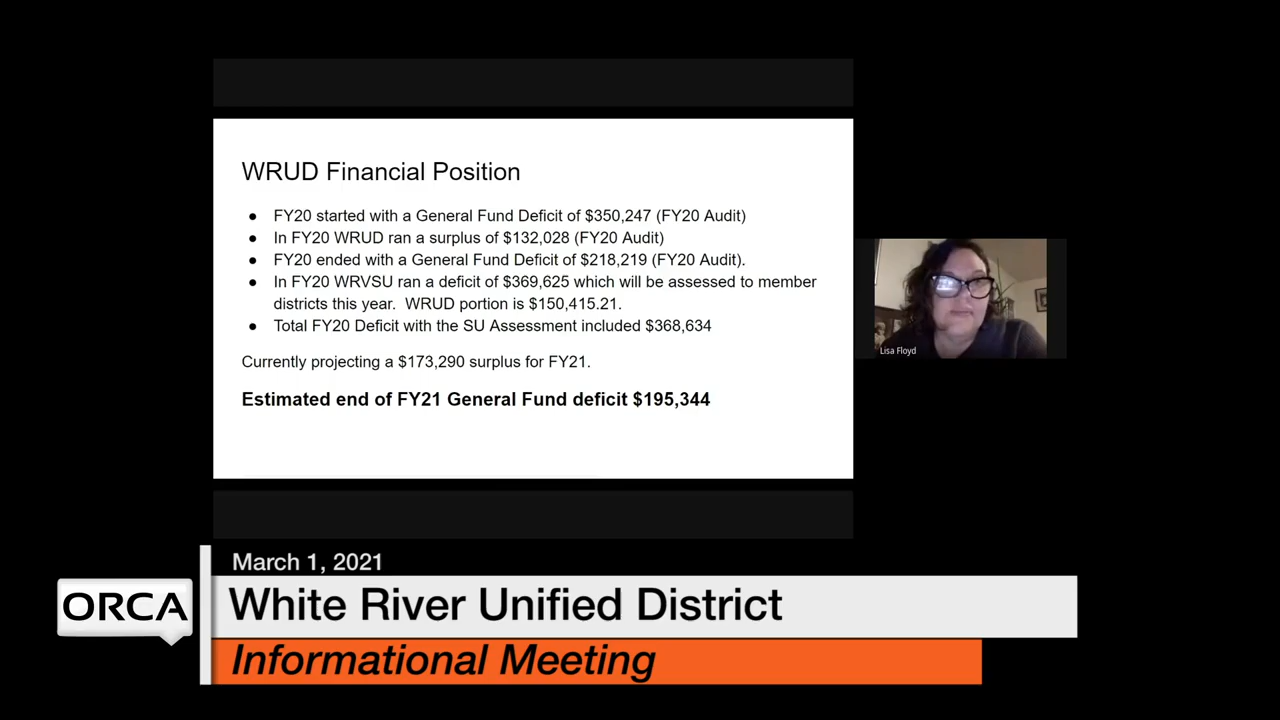 WRUD Financial Position
● FY20 started with a General Fund Deficit of $350,247 (FY20 Audit)
● In FY20 WRUD ran a surplus of $132,028 (FY20 Audit)
● FY20 ended with a General Fund Deficit of $218,219 (FY20 Audit).
● In FY20 WRVSU ran a deficit of $369,625 which will be assessed to member
districts this year. WRUD portion is $150,415.21.
● Total FY20 Deficit with the SU Assessment included $368,634
Currently projecting a $173,290 surplus for FY21.
Estimated end of FY21 General Fund deficit $195,344
Lisa Floyd
March 1, 2021
ORCA
White River Unified District
Informational Meeting